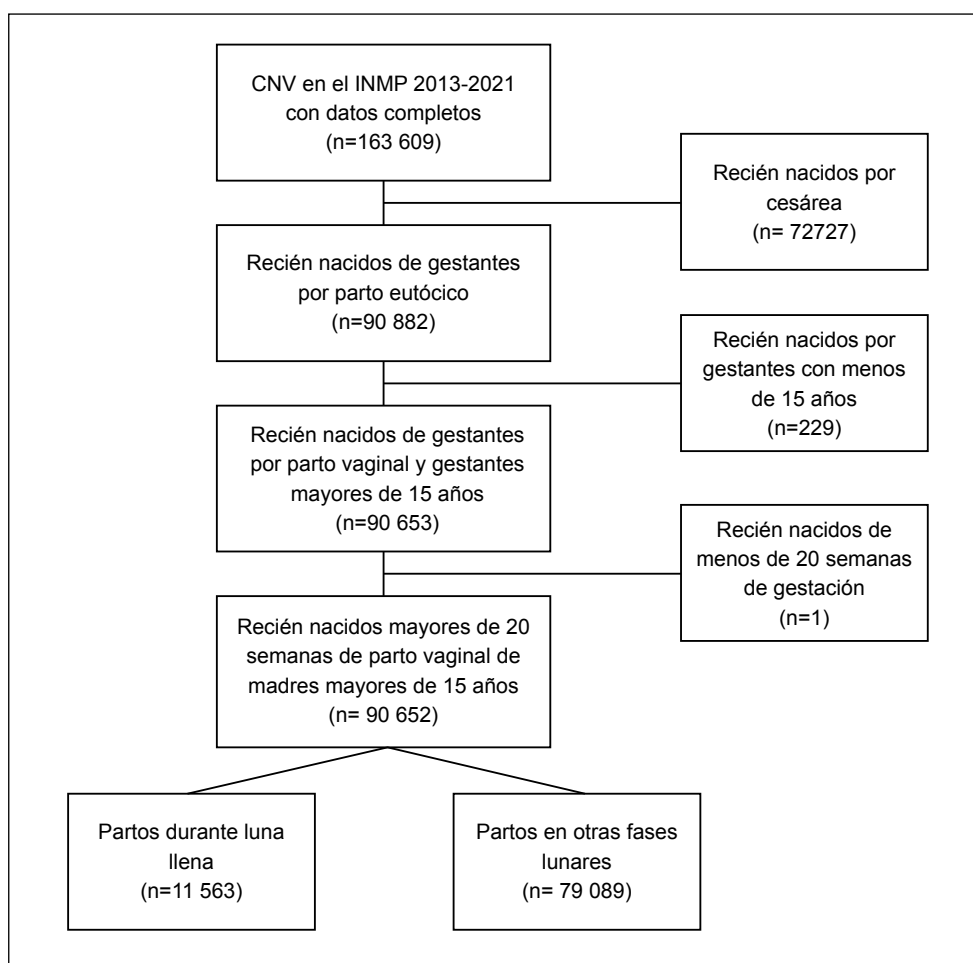 CNV en el INMP 2013-2021
con datos completos
(n=163 609)
Recién nacidos por
cesárea
(n= 72727)
Recién nacidos de gestantes
por parto eutócico
(n=90 882)
Recién nacidos por
gestantes con menos
de 15 años
(n=229)
Recién nacidos de gestantes
por parto vaginal y gestantes
mayores de 15 años
(n=90 653)
Recién nacidos de
menos de 20 semanas
de gestación
(n=1)
Recién nacidos mayores de 20
semanas de parto vaginal de
madres mayores de 15 años
(n= 90 652)
Partos durante luna
llena
(n=11 563)
Partos en otras fases
lunares
(n= 79 089)